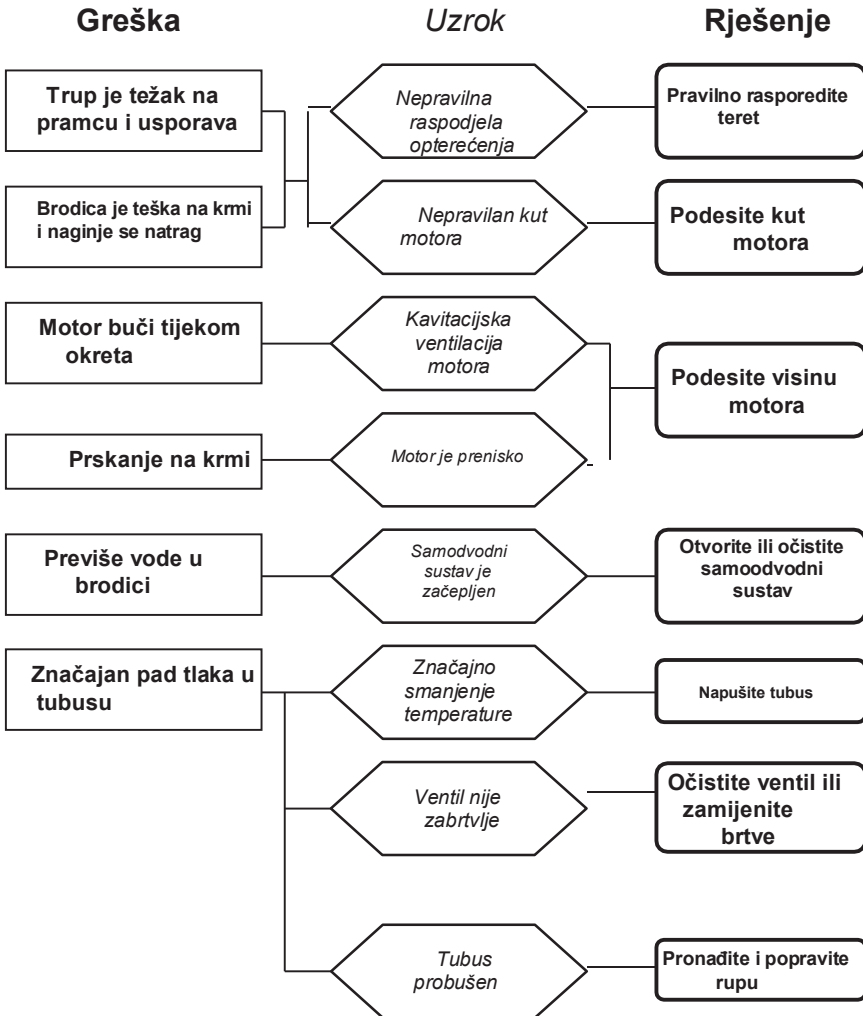 Greška
Uzrok
Rješenje
Trup je težak na
pramcu i usporava
Nepravilna
raspodjela
opterećenja
Pravilno rasporedite
teret
Brodica je teška na krmi
i naginje se natrag
Nepravilan kut
motora
Podesite kut
motora
Motor buči tijekom
okreta
Kavitacijska
ventilacija
motora
Podesite visinu
motora
Prskanje na krmi
Motor je prenisko
Previše vode u
brodici
Samodvodni
sustav je
začepljen
Otvorite ili očistite
samoodvodni
sustav
Značajan pad tlaka u
tubusu
Značajno
smanjenje
temperature
Napušite tubus
Ventil nije
zabrtvlje
Očistite ventil ili
zamijenite
brtve
Tubus
probušen
Pronađite i popravite
rupu